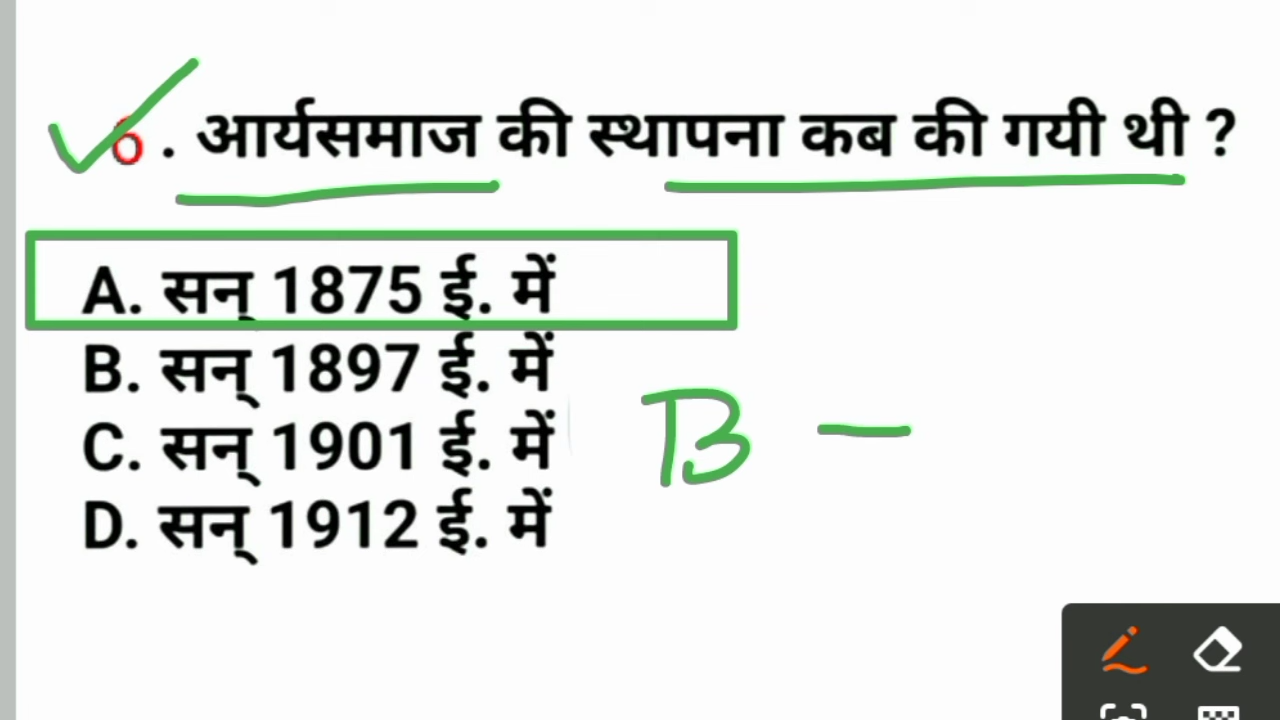 6 . आर्यसमाज की स्थापना कब की गयी थी ?
A. सन् 1875 ई. में
B. सन् 1897 ई. में
C. सन् 1901 ई. में
B –
D. सन् 1912 ई. में